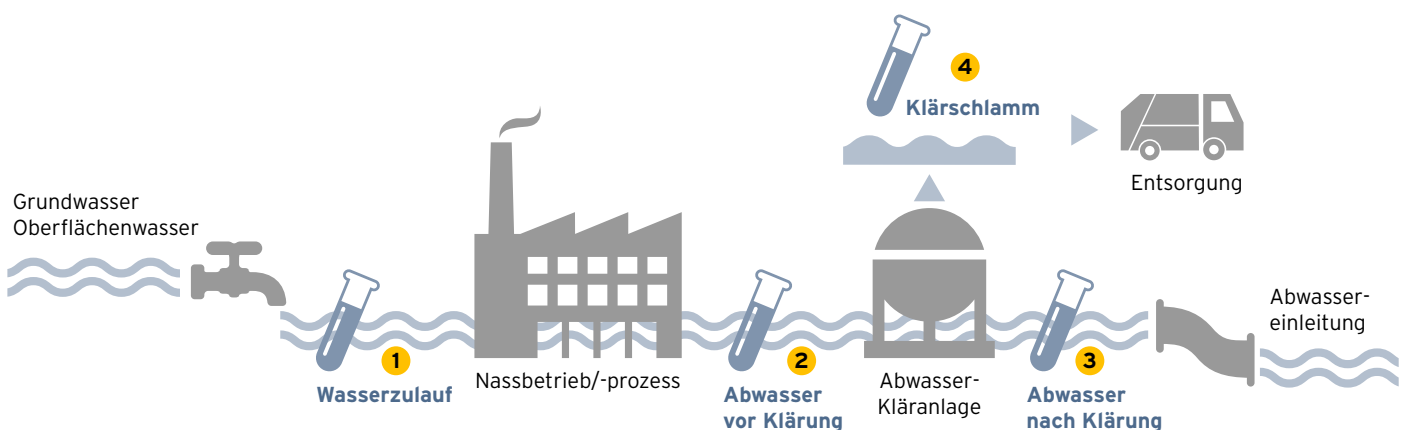 Grundwasser
Oberflächenwasser
1
Wasserzulauf
Nassbetrieb/-prozess
2
Abwasser
vor Klärung
Abwasser-
Kläranlage
4
Klärschlamm
Entsorgung
3
Abwasser
nach Klärung
Abwasser-
einleitung